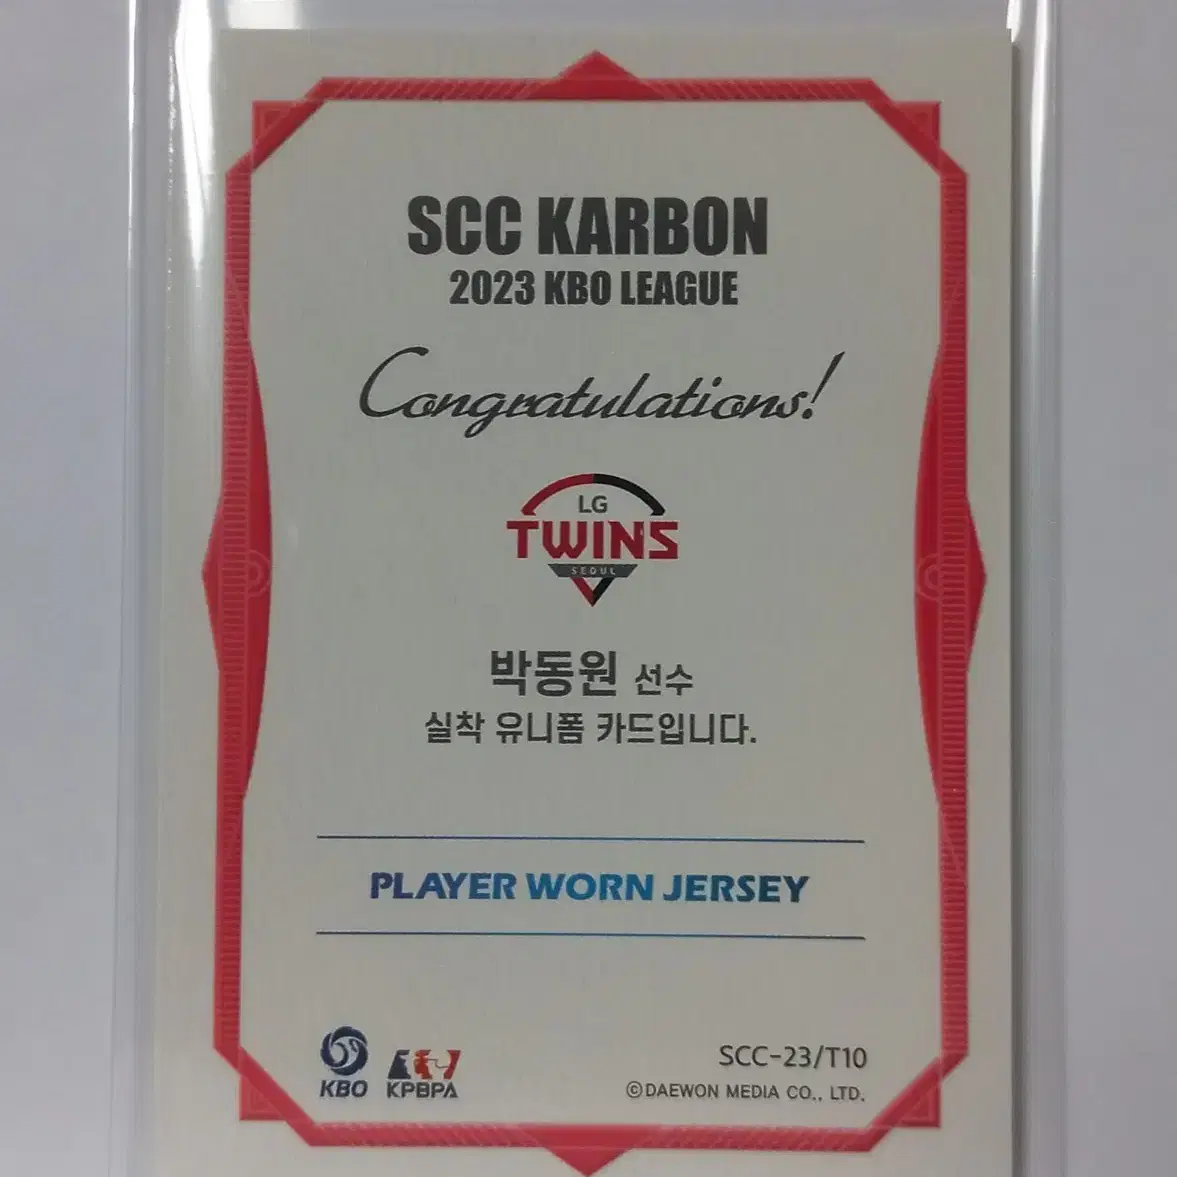 SCC KARBON
2023 KBO LEAGUE
Congratulations!
LG
TWINS
SEOUL
박동원 선수
실착 유니폼 카드입니다.
PLAYER WORN JERSEY
KBO
KPBPA
SCC-23/T10
©DAEWON MEDIA CO., LTD.